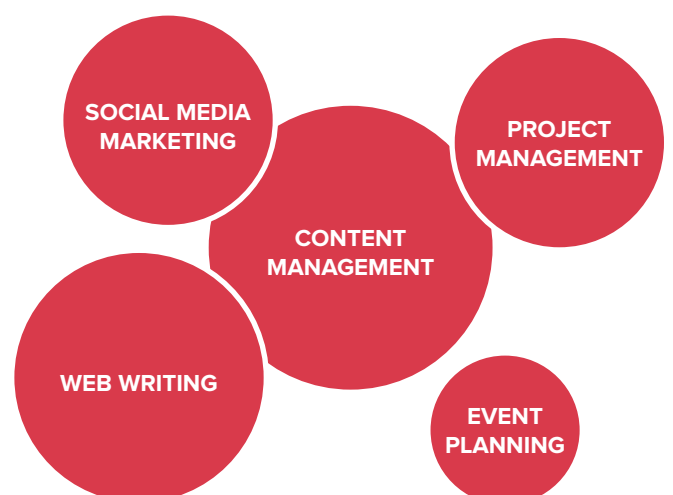 SOCIAL MEDIA
MARKETING
PROJECT
MANAGEMENT
CONTENT
MANAGEMENT
WEB WRITING
EVENT
PLANNING